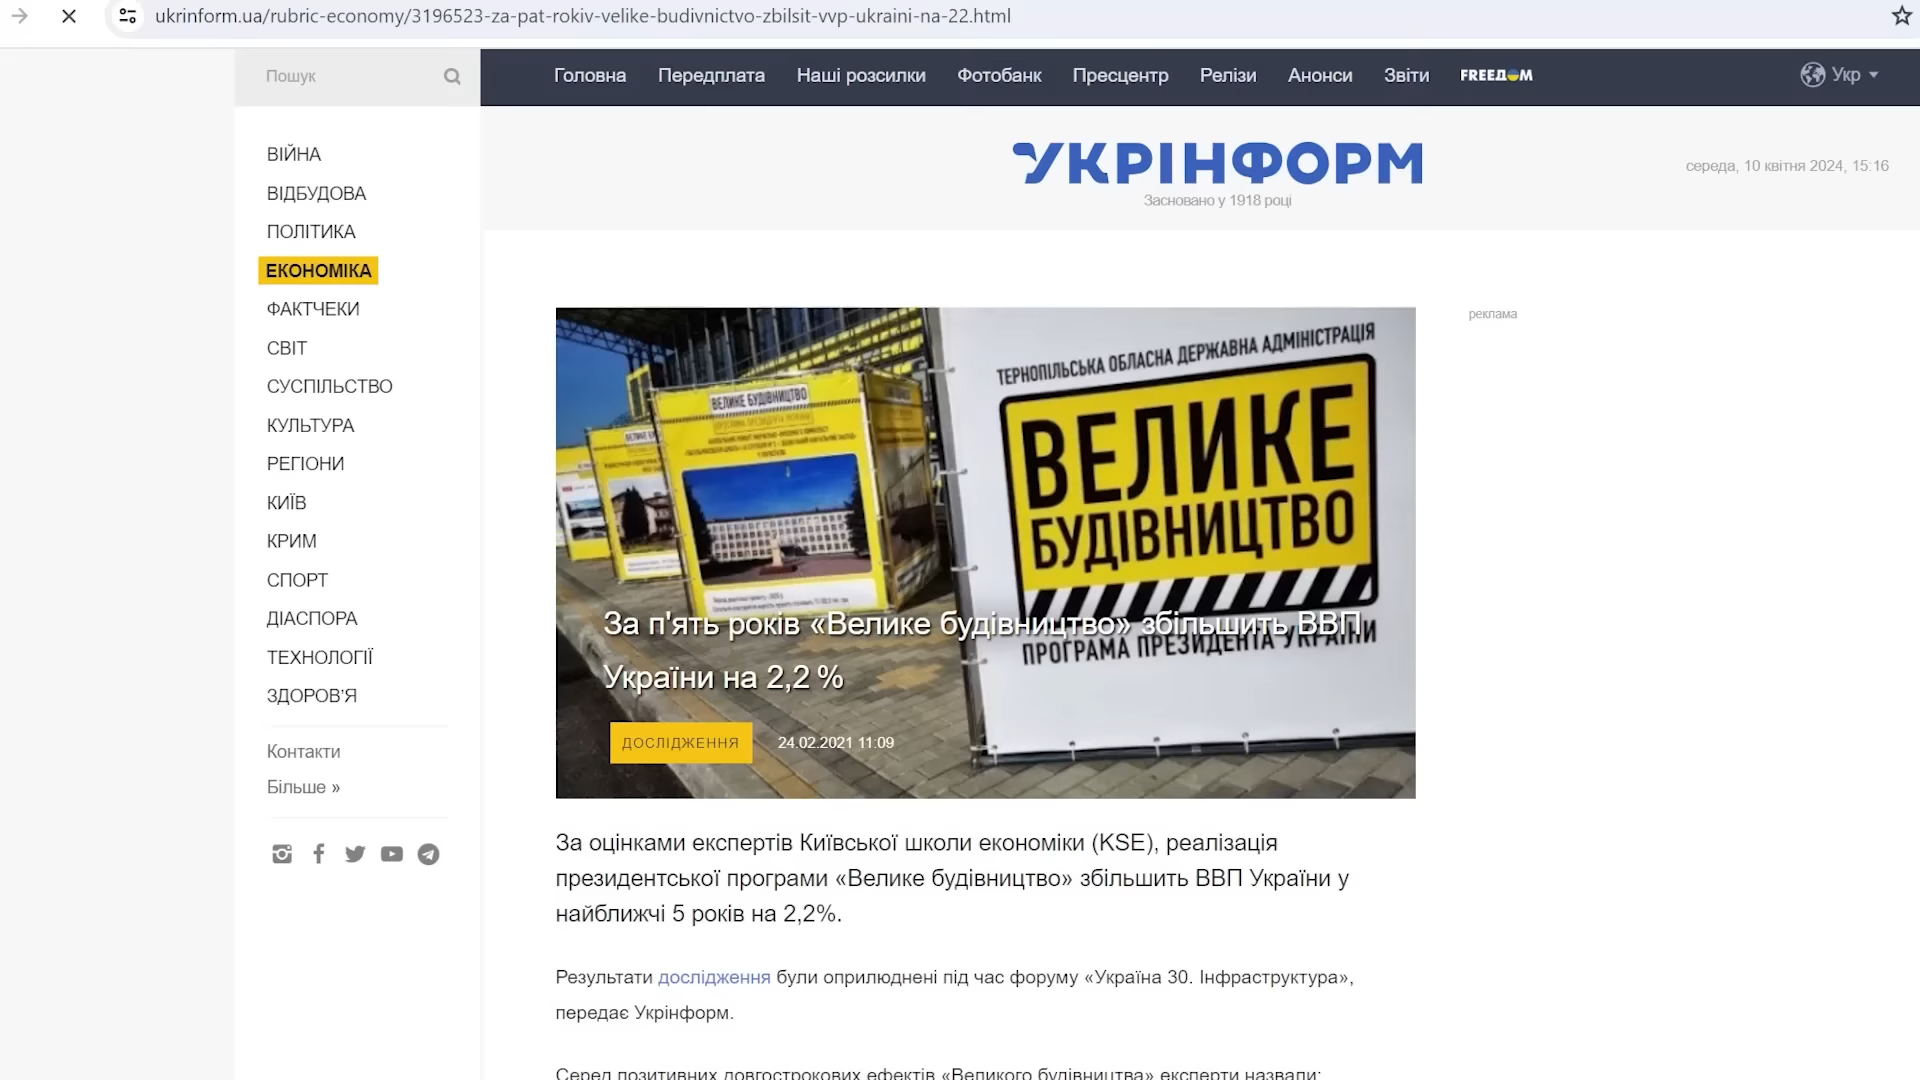 ukrinform.ua/rubric-economy/3196523-za-pat-rokiv-velike-budivnictvo-zbilsit-vvp-ukraini-na-22.html
Пошук
Головна
Передплата
Наші розсилки
Фотобанк
Пресцентр
Релізи
Анонси
Звіти
FREEДOM
Укр
УКРІНФОРМ
Засновано у 1918 році
середа, 10 квітня 2024, 15:16
ВІЙНА
ВІДБУДОВА
ПОЛІТИКА
ЕКОНОМІКА
ФАКТЧЕКИ
СВІТ
СУСПІЛЬСТВО
КУЛЬТУРА
РЕГІОНИ
КИЇВ
КРИМ
СПОРТ
ДІАСПОРА
ТЕХНОЛОГІЇ
ЗДОРОВ'Я
Контакти
Більше »
реклама
ВЕЛИКЕ БУДІВНИЦТВО
ТЕРНОПІЛЬСЬКА ОБЛАСНА ДЕРЖАВНА АДМІНІСТРАЦІЯ
ВЕЛИКЕ
БУДІВНИЦТВО
ПРОГРАМА ПРЕЗИДЕНТА УКРАЇНИ
За п'ять років «Велике будівництво» збільшить ВВП
України на 2,2 %
ДОСЛІДЖЕННЯ
24.02.2021 11:09
За оцінками експертів Київської школи економіки (KSE), реалізація
президентської програми «Велике будівництво» збільшить ВВП України у
найближчі 5 років на 2,2%.
Результати дослідження були оприлюднені під час форуму «Україна 30. Інфраструктура»,
передає Укрінформ.
Серед позитивних довгострокових ефектів «Великого будівництва» експерти назвали: